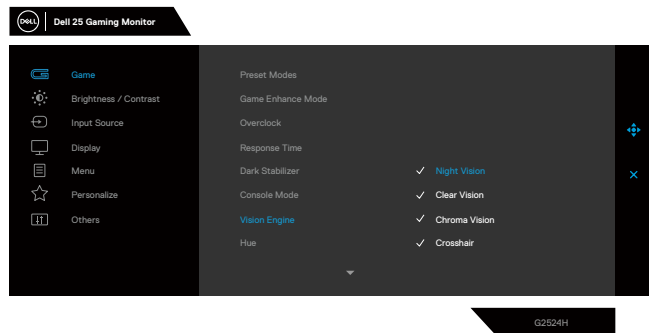 DELL
Dell 25 Gaming Monitor
Game
Brightness / Contrast
Input Source
Display
Menu
Personalize
Others
Preset Modes
Game Enhance Mode
Overclock
Response Time
Dark Stabilizer
Console Mode
Vision Engine
Hue
Night Vision
Clear Vision
Chroma Vision
Crosshair
G2524H